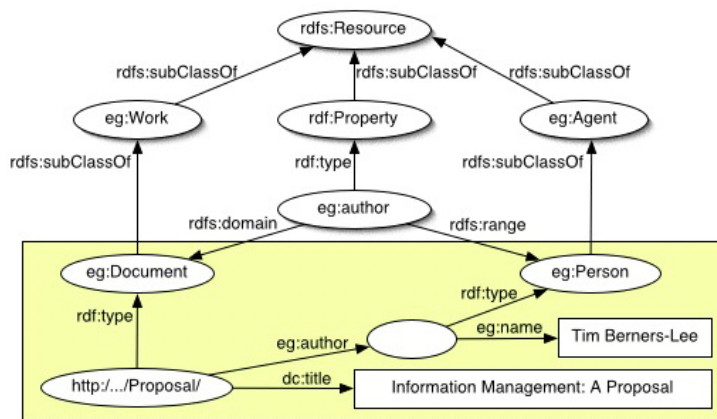 rdfs:Resource
rdfs:subClassOf
rdfs:subClassOf
rdfs:subClassOf
eg:Work
rdf:Property
eg:Agent
rdfs:subClassOf
rdf:type
rdfs:subClassOf
eg:author
rdfs:domain
rdfs:range
eg:Document
eg:Person
rdf:type
rdf:type
eg:author
eg:name
Tim Berners-Lee
http:/.../Proposal/
dc:title
Information Management: A Proposal